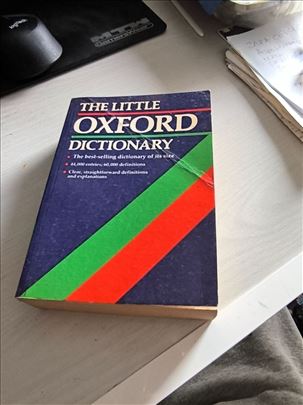 logitech
THE LITTLE
OXFORD
DICTIONARY
• The best-selling dictionary of its size
• 44,000 entries; 60,000 definitions
• Clear, straightforward definitions
and explanations